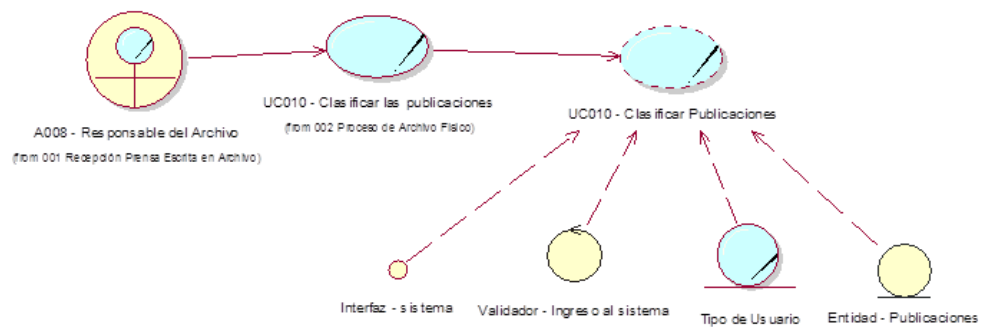 UC010 - Clasificar las publicaciones
(from 002 Proceso de Archivo Fisico)
UC010 - Clasificar Publicaciones
A008 - Responsable del Archivo
(from 001 Recepción Prensa Escrita en Archivo)
Interfaz - sistema
Validador - Ingreso al sistema
Tipo de Usuario
Entidad - Publicaciones